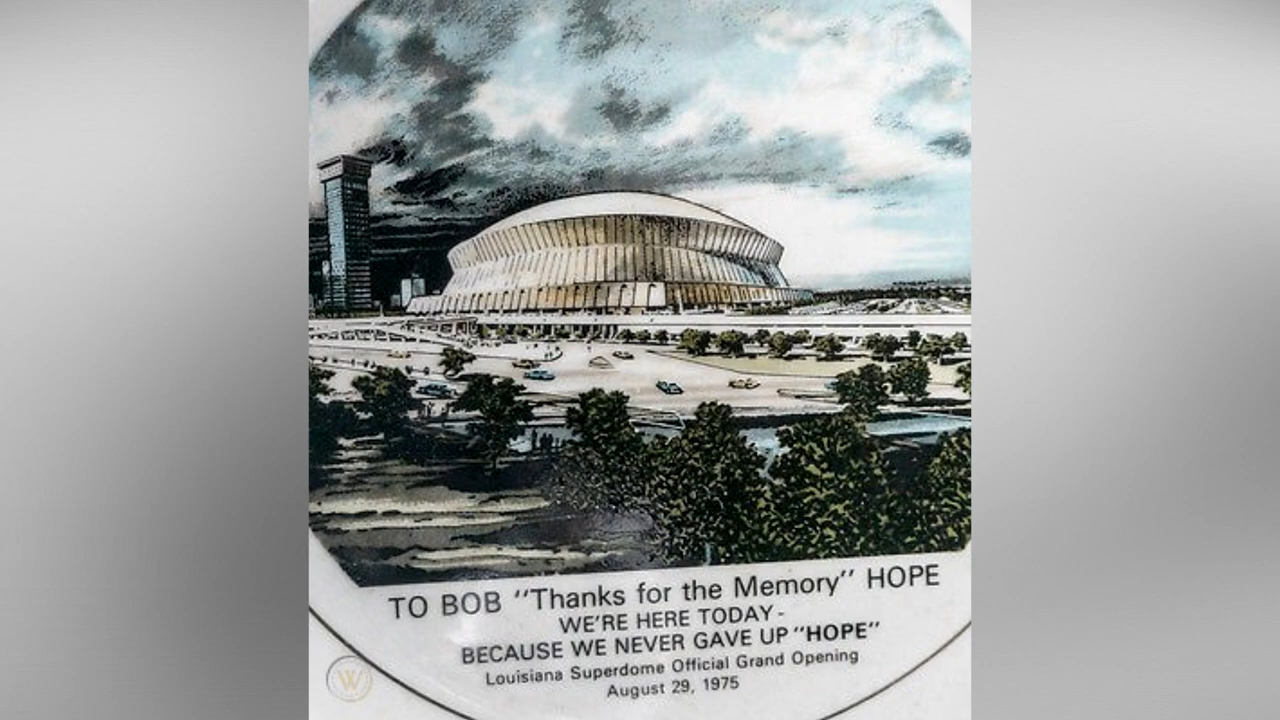 TO BOB "Thanks for the Memory" HOPE
WE'RE HERE TODAY -
BECAUSE WE NEVER GAVE UP "HOPE"
Louisiana Superdome Official Grand Opening
August 29, 1975
W